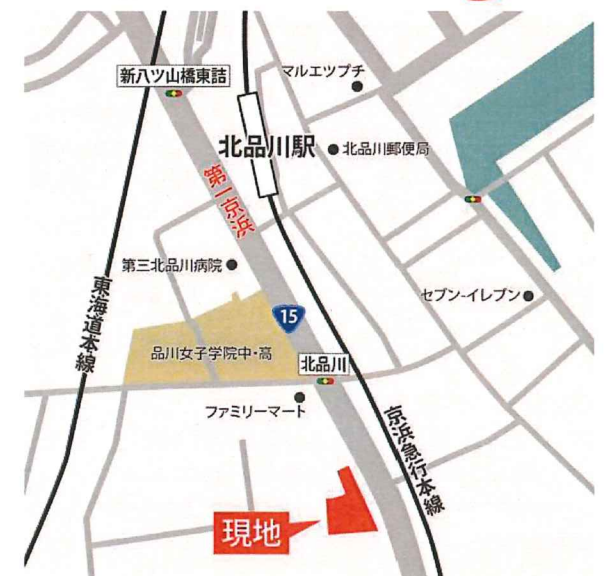 新八ツ山橋東詰
マルエツプチ
北品川駅
北品川郵便局
第一京浜
第三北品川病院
東海道本線
15
セブン-イレブン
品川女子学院中・高
北品川
ファミリーマート
京浜急行本線
現地